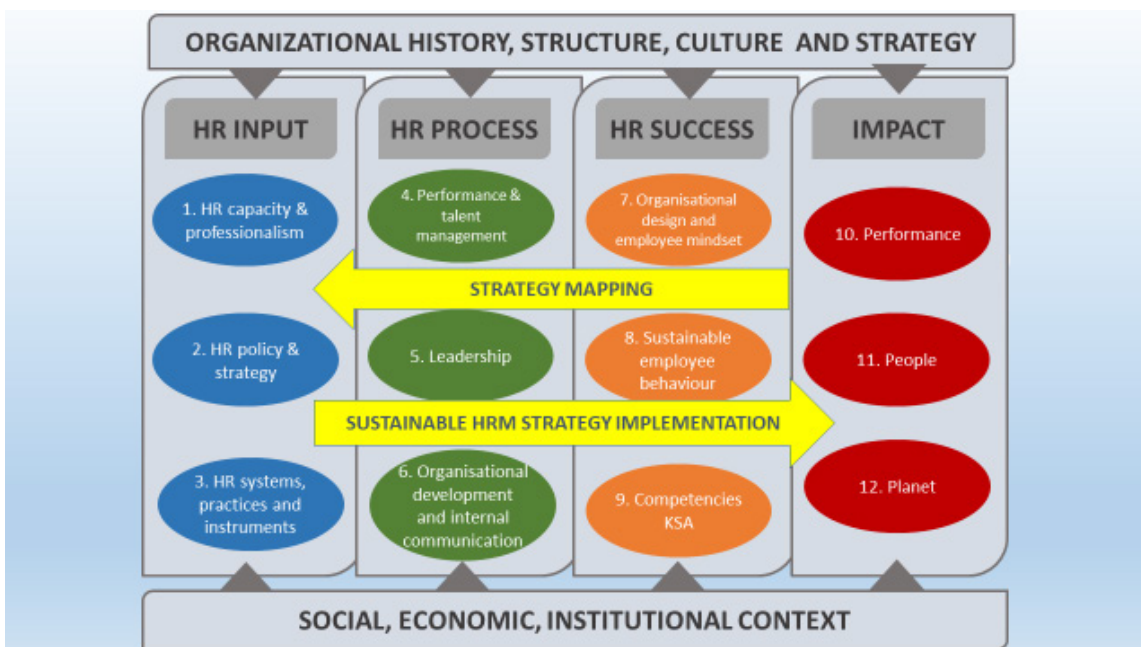 ORGANIZATIONAL HISTORY, STRUCTURE, CULTURE AND STRATEGY
HR INPUT
1. HR capacity &
professionalism
2. HR policy &
strategy
3. HR systems,
practices and
instruments
HR PROCESS
4. Performance &
talent
management
5. Leadership
6. Organisational
development
and internal
communication
HR SUCCESS
7. Organisational
design and
employee mindset
8. Sustainable
employee
behaviour
9. Competencies
KSA
IMPACT
10. Performance
11. People
12. Planet
STRATEGY MAPPING
SUSTAINABLE HRM STRATEGY IMPLEMENTATION
SOCIAL, ECONOMIC, INSTITUTIONAL CONTEXT